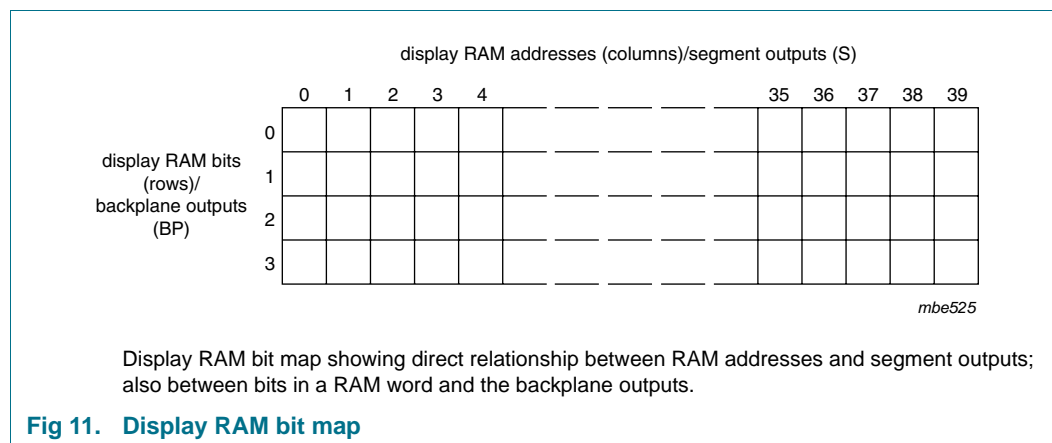 display RAM addresses (columns)/segment outputs (S)
0 1 2 3 4 35 36 37 38 39
0
display RAM bits
(rows)/
backplane outputs
(BP)
1
2
3
mbe525
Display RAM bit map showing direct relationship between RAM addresses and segment outputs;
also between bits in a RAM word and the backplane outputs.
Fig 11. Display RAM bit map